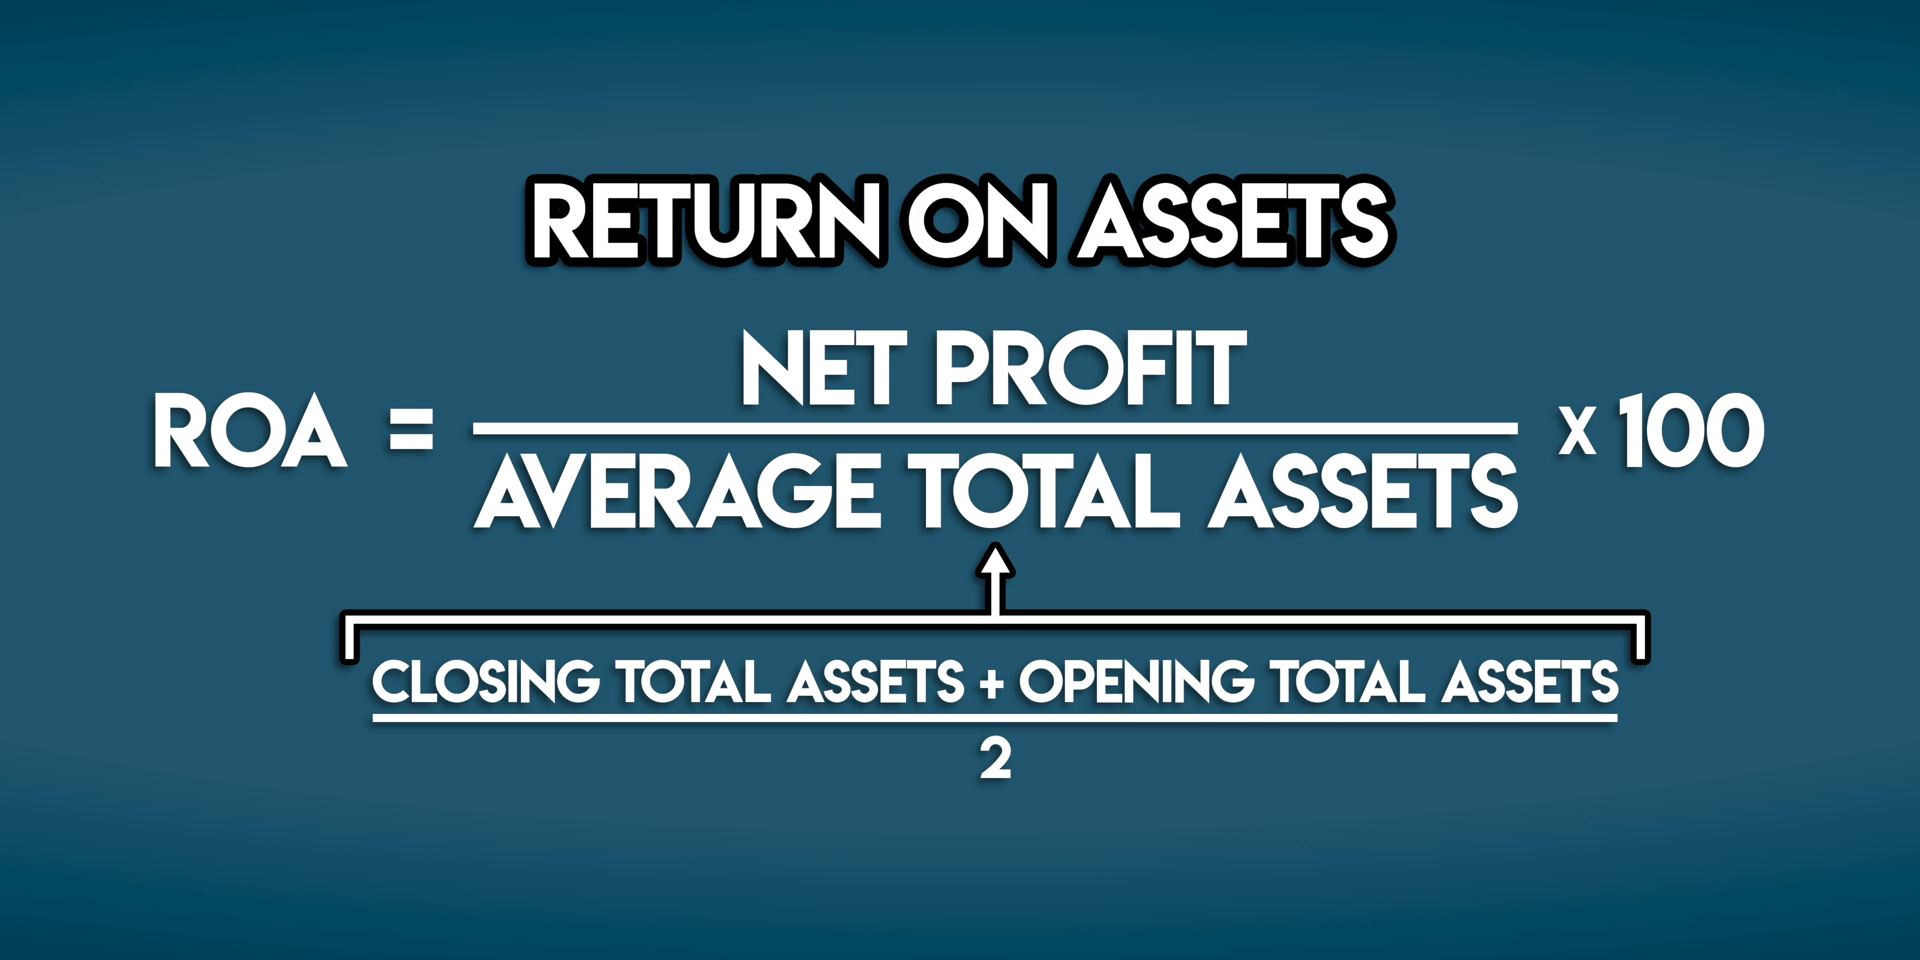 RETURN ON ASSETS
NET PROFIT
ROA = x 100
AVERAGE TOTAL ASSETS
CLOSING TOTAL ASSETS + OPENING TOTAL ASSETS
2